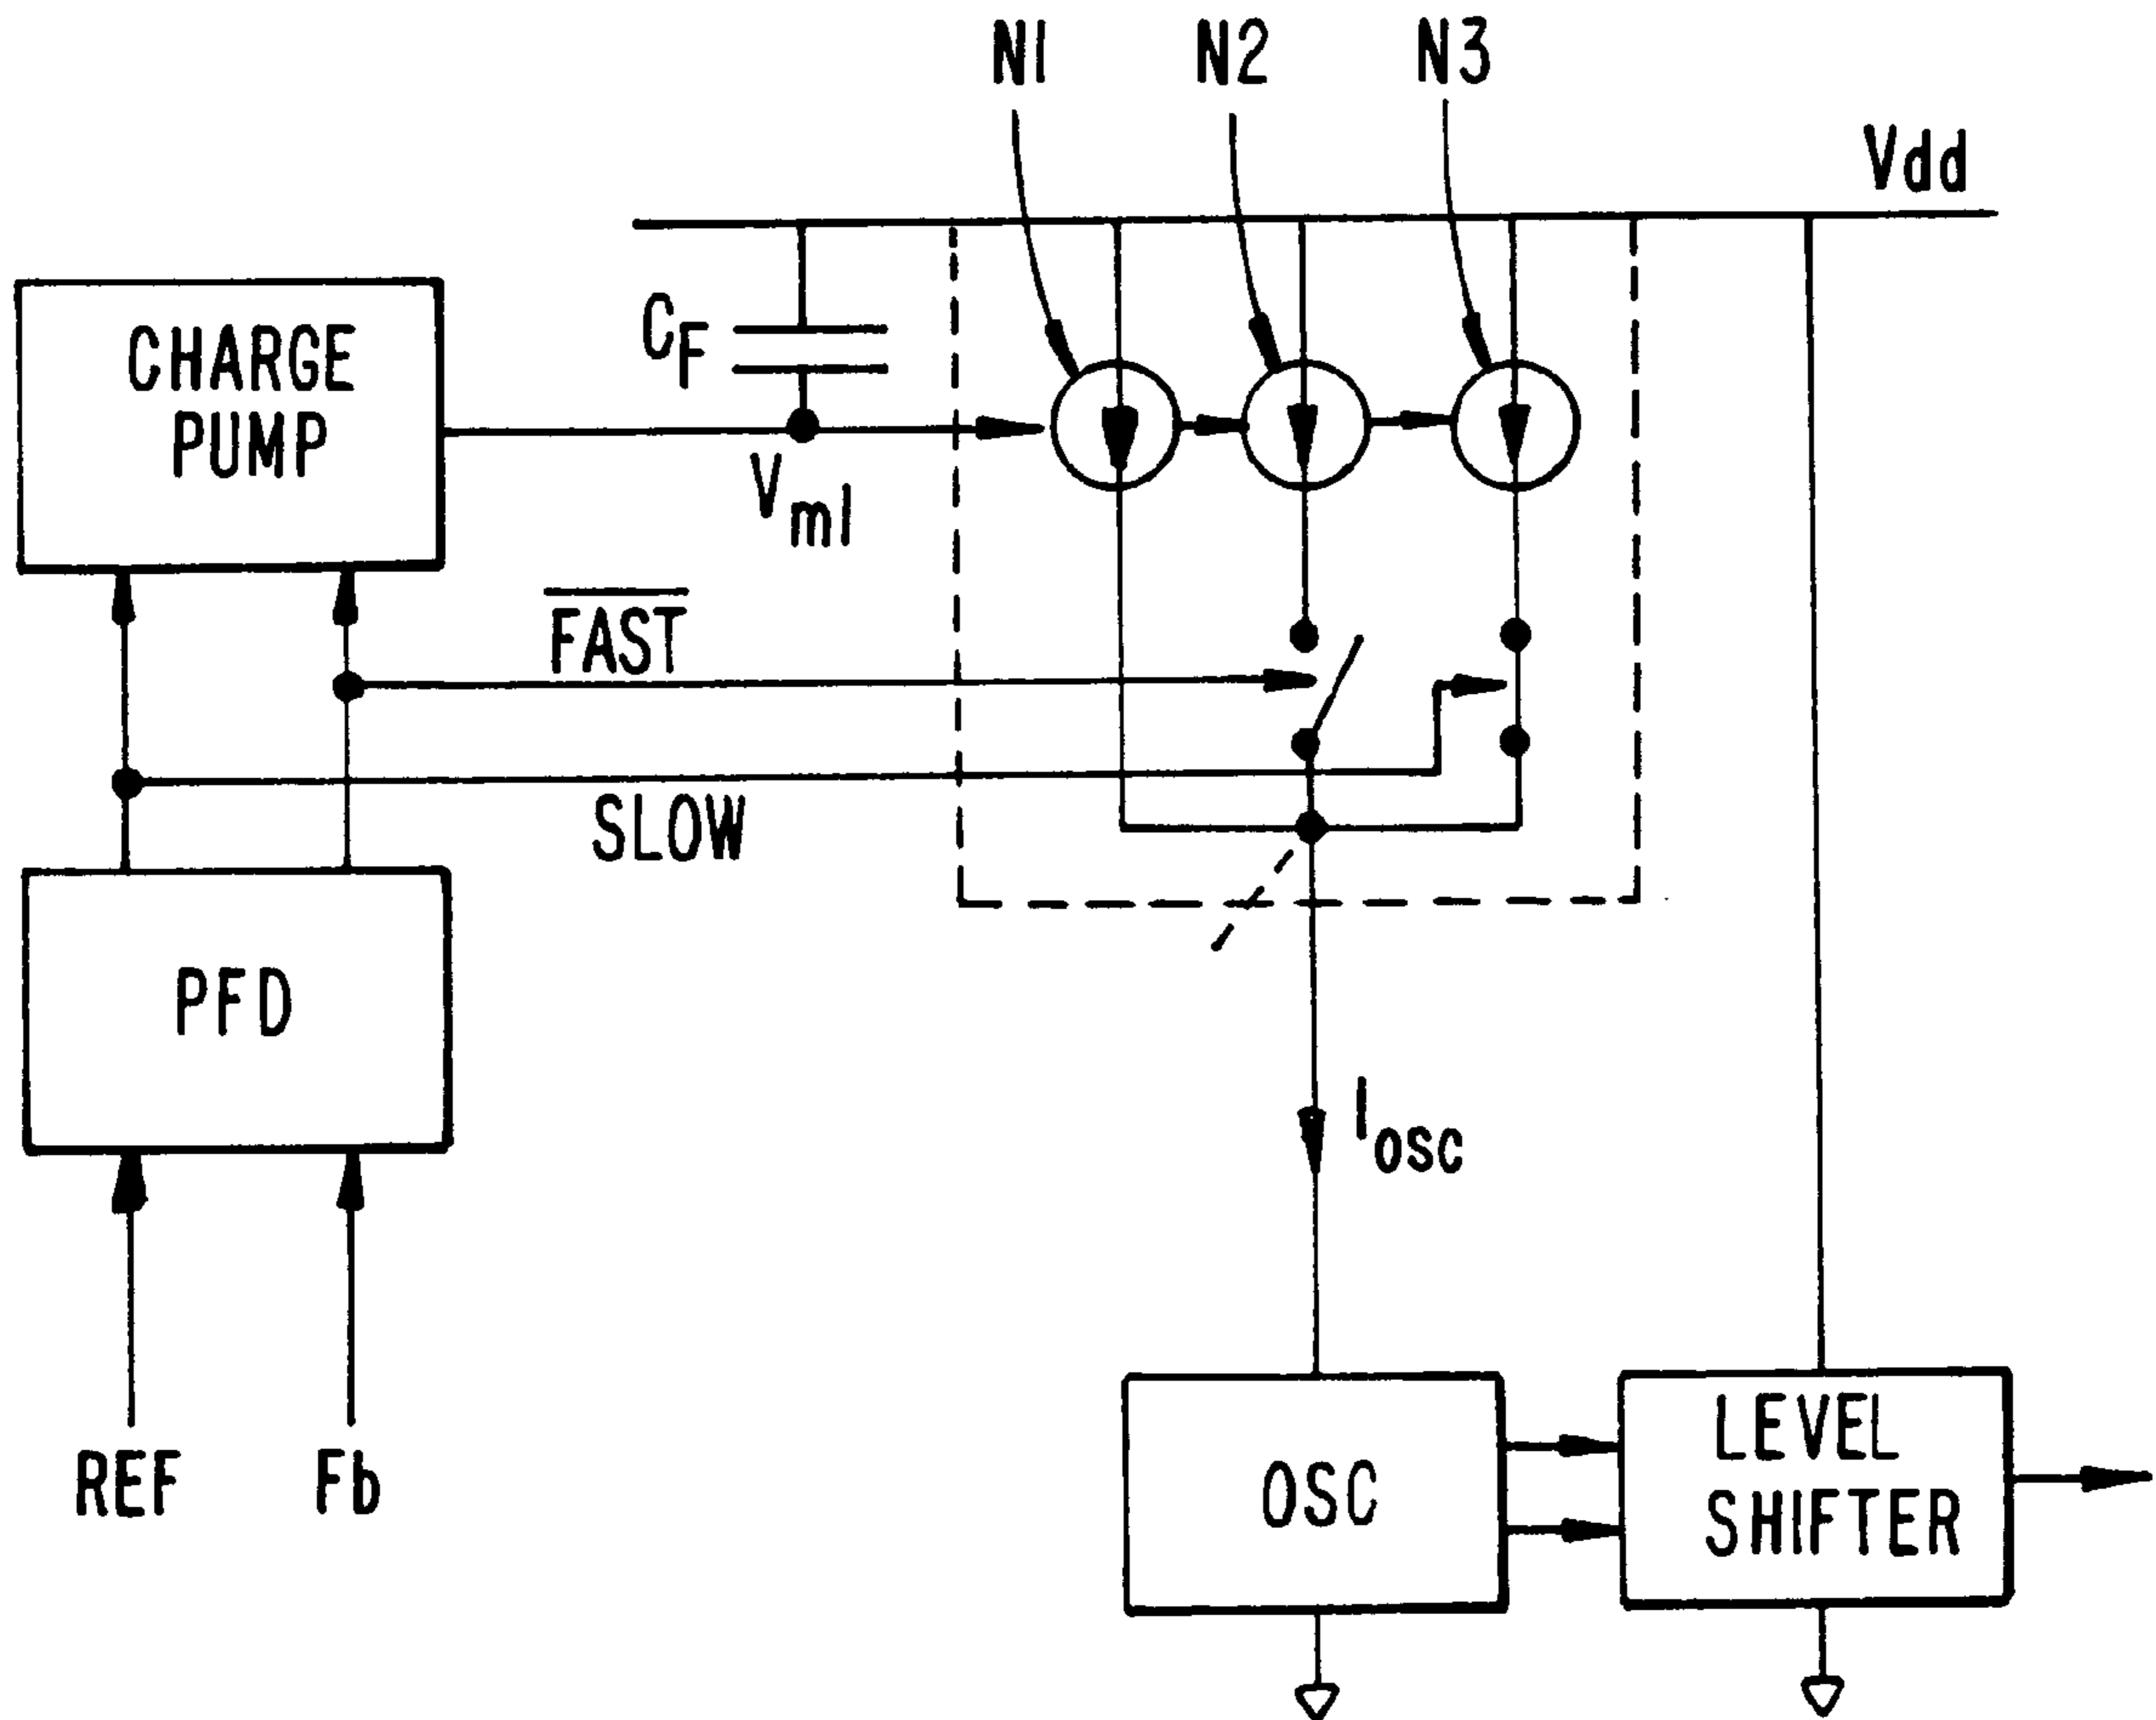 N1 N2 N3
Vdd
CHARGE
PUMP
CF
Vm1
FAST
SLOW
PFD
Iosc
REF Fb
OSC
LEVEL
SHIFTER